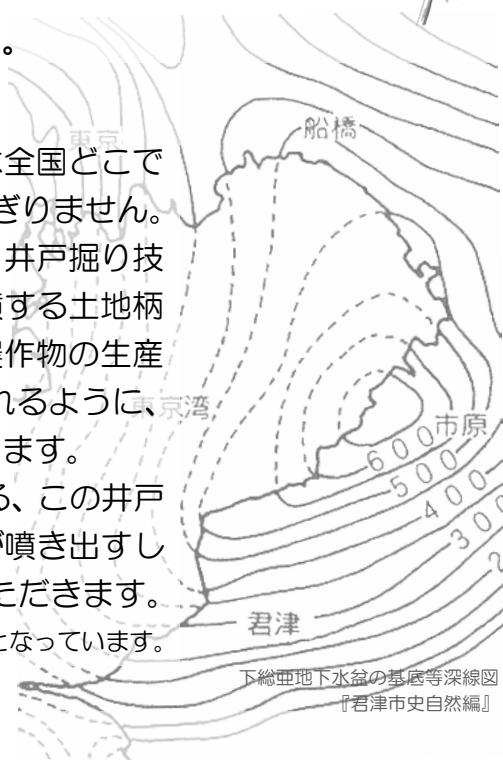 。
全国どこで
ぎりません。
井戸掘り技
する土地柄
作物の生産
れるように、
ます。
る、この井戸
が噴き出すし
ただきます。
となっています。
東京
船橋
東京湾
市原
600
500
400
300
2
君津
下総亜地下水盆の基底等深線図
『君津市史自然編』